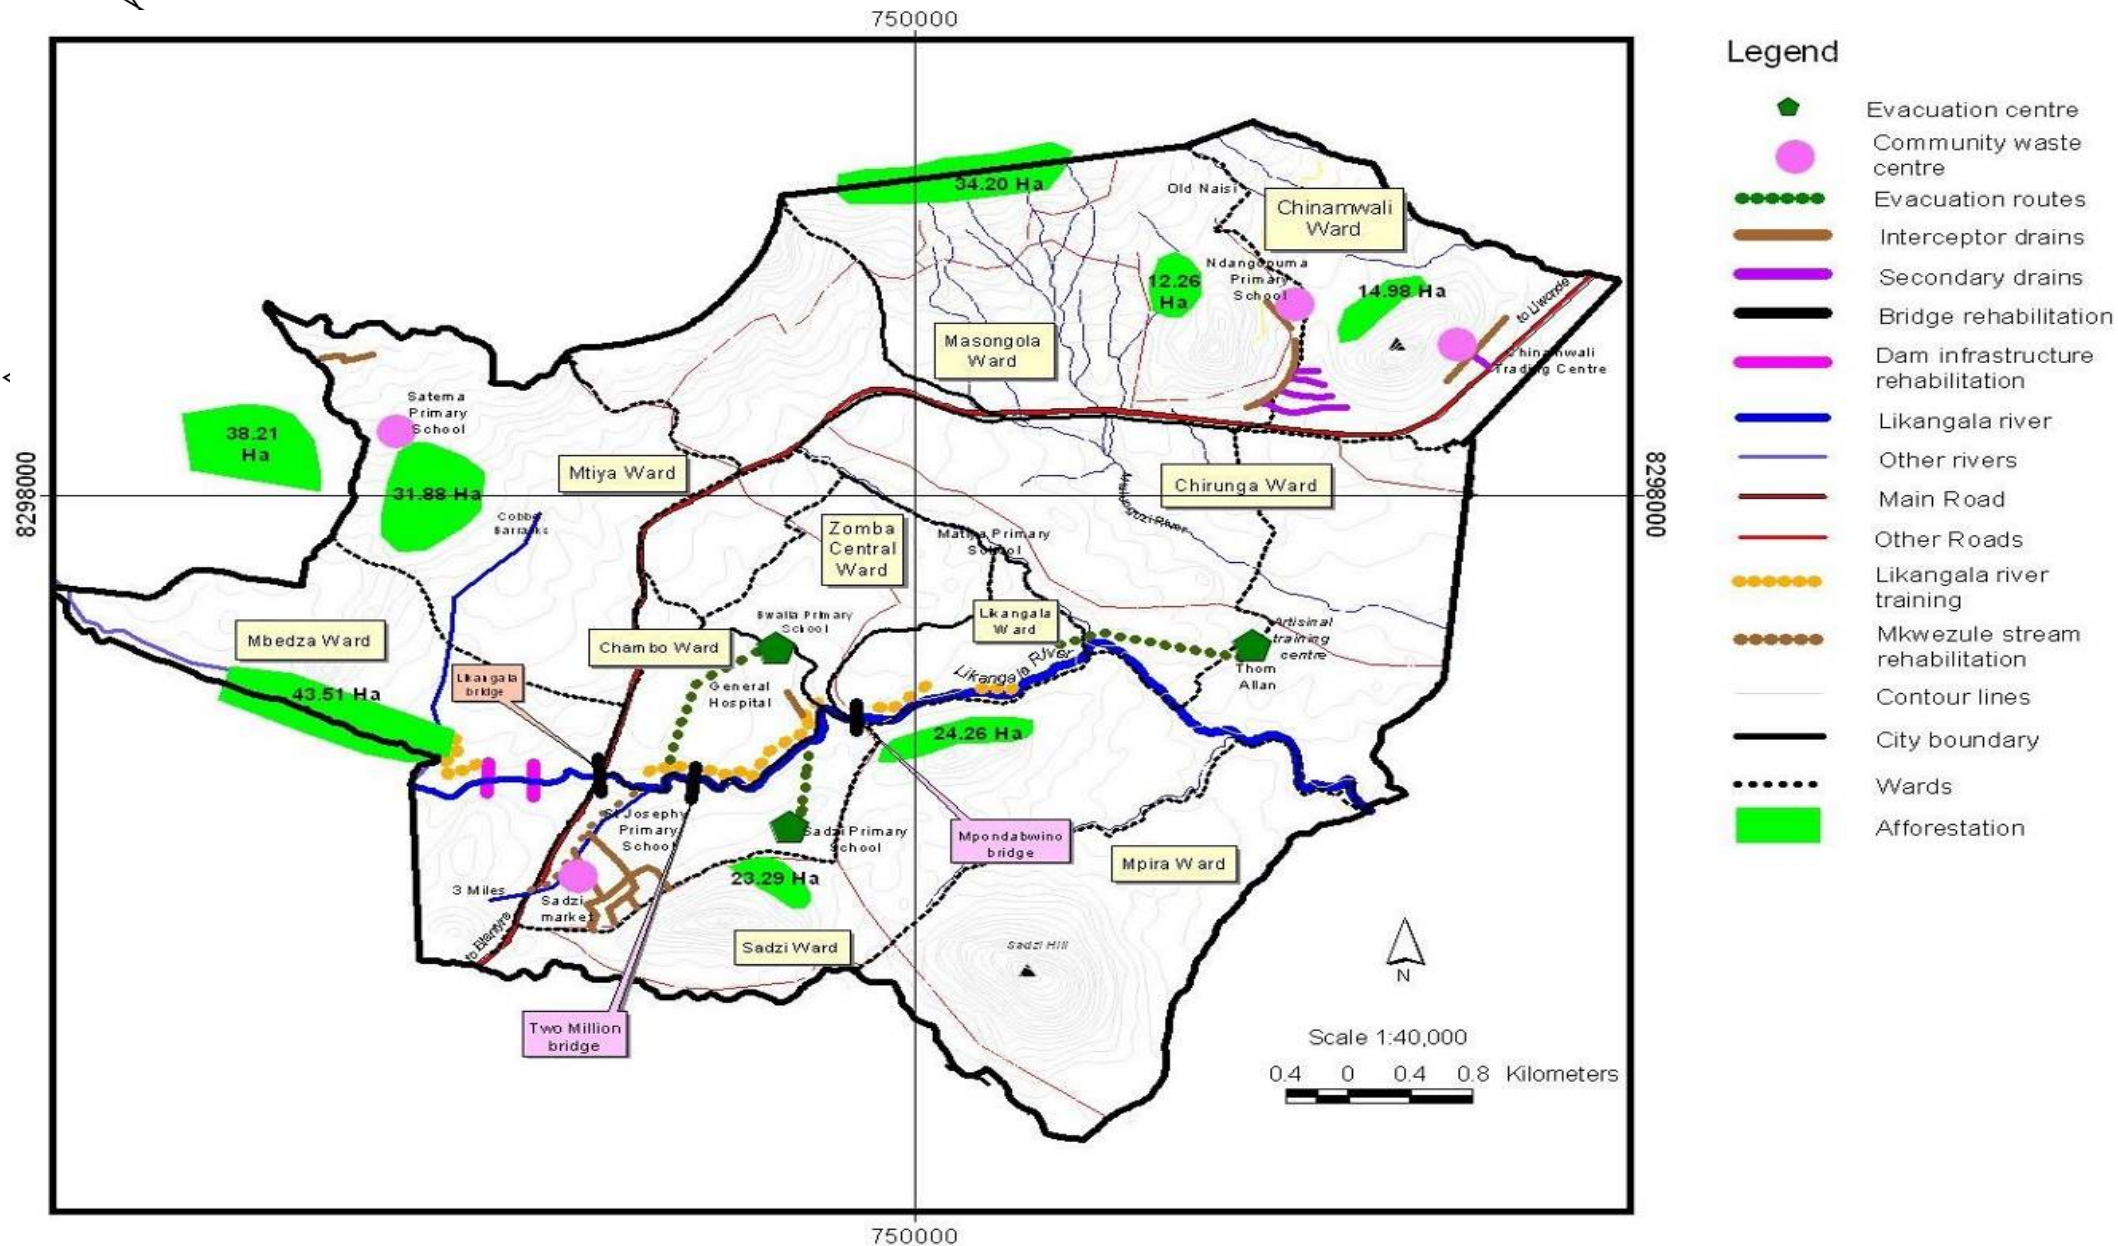 750000
Legend
Evacuation centre
Community waste
centre
Evacuation routes
Interceptor drains
Secondary drains
Bridge rehabilitation
Dam infrastructure
rehabilitation
Likangala river
Other rivers
Main Road
Other Roads
Likangala river
training
Mkwezule stream
rehabilitation
Contour lines
City boundary
Wards
Afforestation
34.20 Ha
Old Naisi
Chinamwali
Ward
Ndangopuma
Primary
School
12.26
Ha
14.98 Ha
to Liwonde
Chinamwali
Trading Centre
Masongola
Ward
Satema
Primary
School
38.21
Ha
31.88 Ha
Mtiya Ward
Chirunga Ward
8298000
8298000
Cobbe
Barracks
Zomba
Central
Ward
Matiya Primary
School
Mulunguzi River
Mbedza Ward
Bwalla Primary
School
Likangala
Ward
Artisinal
training
centre
Thom
Allan
Chambo Ward
Likangala
bridge
General
Hospital
Likangala River
43.51 Ha
24.26 Ha
St Josephy
Primary
School
Sadzi Primary
School
Mpondabwino
bridge
Mpira Ward
3 Miles
Sadzi
market
23.29 Ha
to Blantyre
Sadzi Ward
Sadzi Hill
N
Two Million
bridge
Scale 1:40,000
0.4 0 0.4 0.8 Kilometers
750000